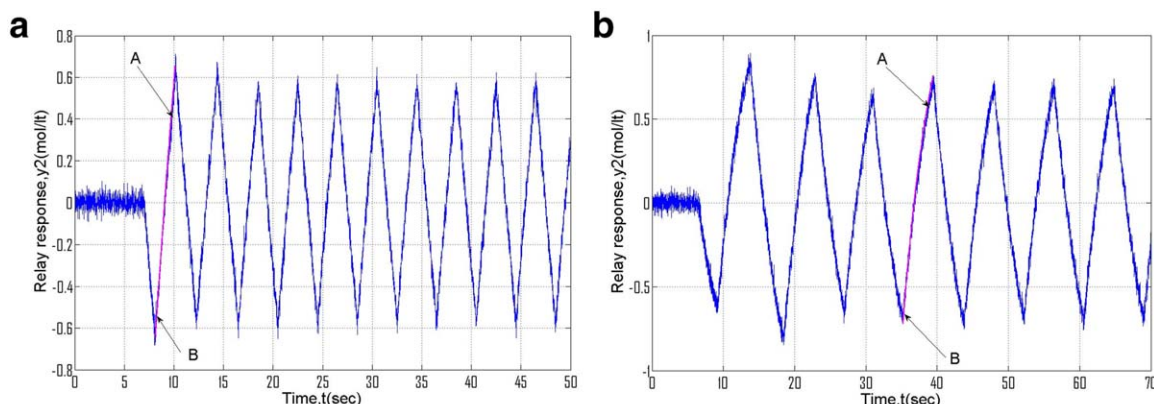 a
Relay response,y2(mol/lt)
0.8
0.6
0.4
0.2
0
-0.2
-0.4
-0.6
-0.8
A
B
0 5 10 15 20 25 30 35 40 45 50
Time,t(sec)
b
Relay response,y2(mol/lt)
1
0.5
0
-0.5
-1
A
B
0 10 20 30 40 50 60 70
Time,t(sec)